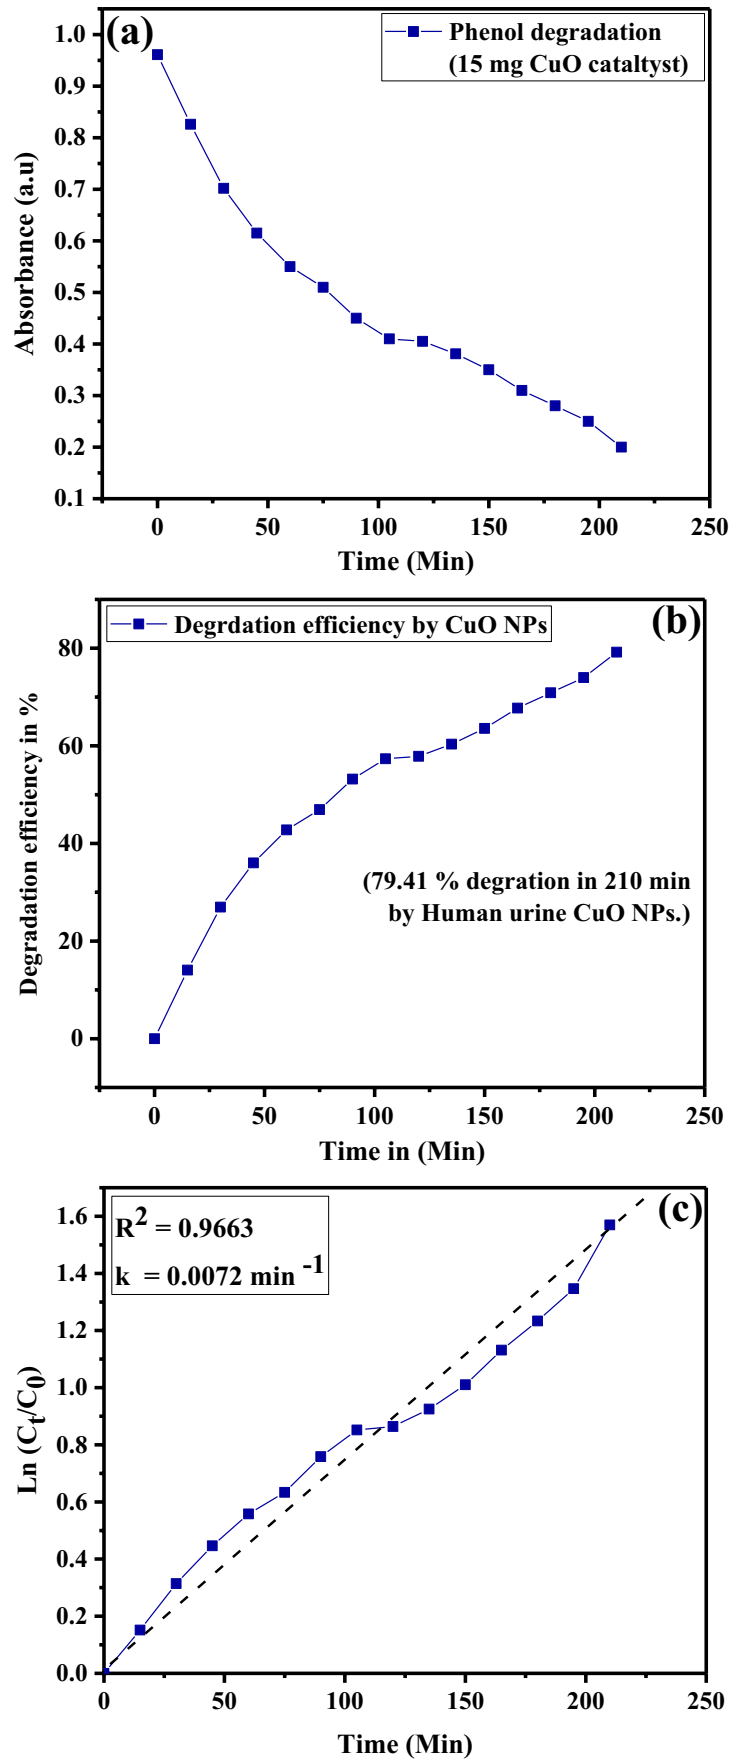 (a)
Phenol degradation
(15 mg CuO cataltyst)
1.0
0.9
0.8
0.7
0.6
0.5
0.4
0.3
0.2
0.1
Absorbance (a.u)
0 50 100 150 200 250
Time (Min)
(b)
Degrdation efficiency by CuO NPs
80
60
40
20
0
Degradation efficiency in %
(79.41 % degration in 210 min
by Human urine CuO NPs.)
0 50 100 150 200 250
Time in (Min)
(c)
R² = 0.9663
k = 0.0072 min⁻¹
1.6
1.4
1.2
1.0
0.8
0.6
0.4
0.2
0.0
Ln (Cₜ/C₀)
0 50 100 150 200 250
Time (Min)